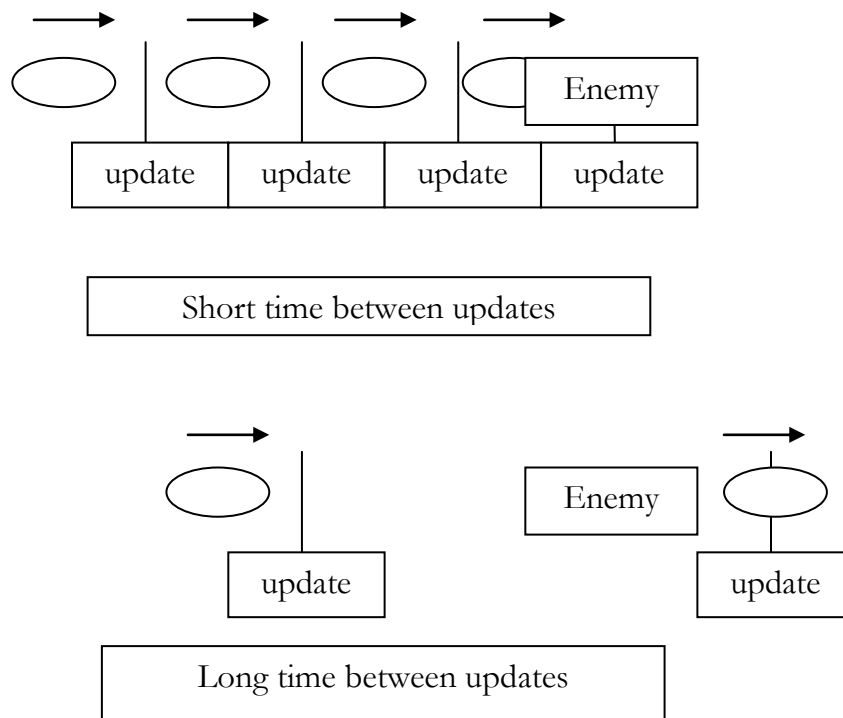 Enemy
update update update update
Short time between updates
Enemy
update update
Long time between updates